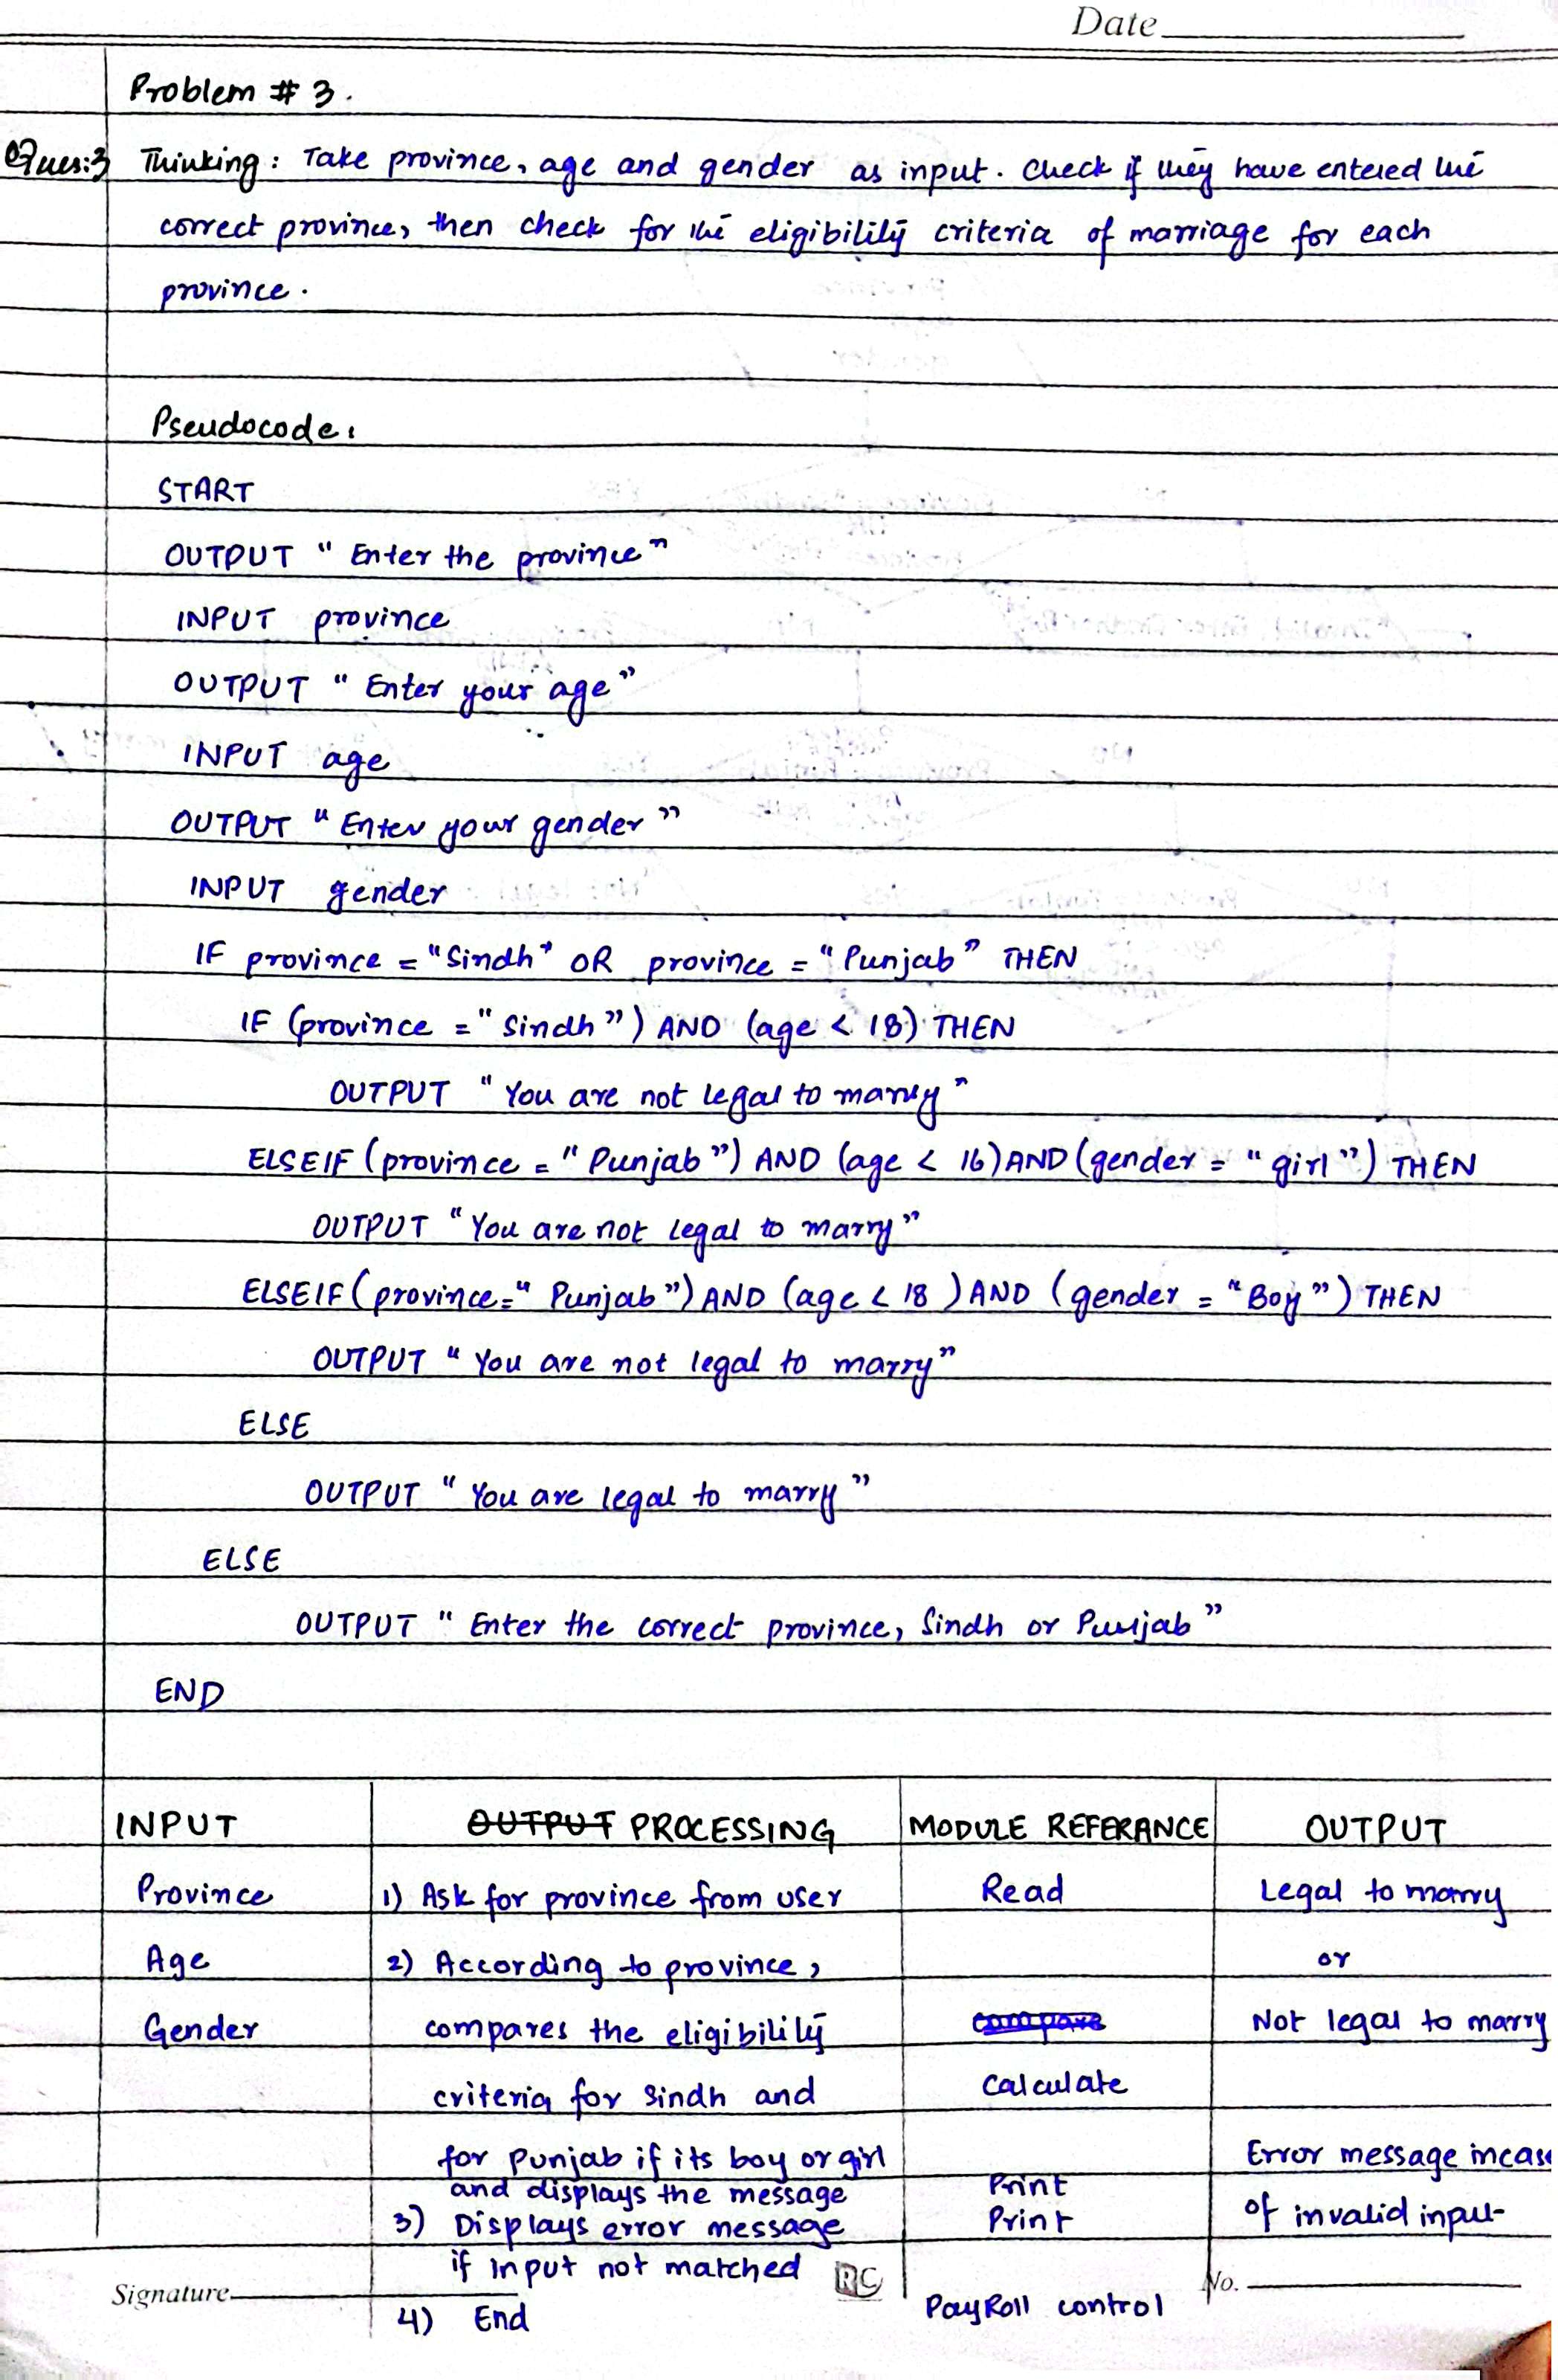 Date
Problem # 3.
Ques:3 Thinking: Take province, age and gender as input. Check if they have entered the
correct province, then check for the eligibility criteria of marriage for each
province.
Pseudocode:
START
OUTPUT "Enter the province"
INPUT province
OUTPUT "Enter your age"
INPUT age
OUTPUT "Enter your gender"
INPUT gender
IF province = "Sindh" OR province = "Punjab" THEN
IF (province = "Sindh") AND (age < 18) THEN
OUTPUT "You are not legal to marry"
ELSEIF (province = "Punjab") AND (age < 16) AND (gender = "girl") THEN
OUTPUT "You are not legal to marry"
ELSEIF (province = "Punjab") AND (age < 18) AND (gender = "Boy") THEN
OUTPUT "You are not legal to marry"
ELSE
OUTPUT "You are legal to marry"
ELSE
OUTPUT "Enter the correct province, Sindh or Punjab"
END
INPUT OUTPUT PROCESSING MODULE REFERANCE OUTPUT
Province 1) Ask for province from user Read Legal to marry
Age 2) According to province, or
Gender compares the eligibility compare Not legal to marry
criteria for Sindh and Calculate
for Punjab if its boy or girl Error message incase
and displays the message Print
3) Displays error message Print of invalid input
if input not matched RC
Signature No.
4) End PayRoll control